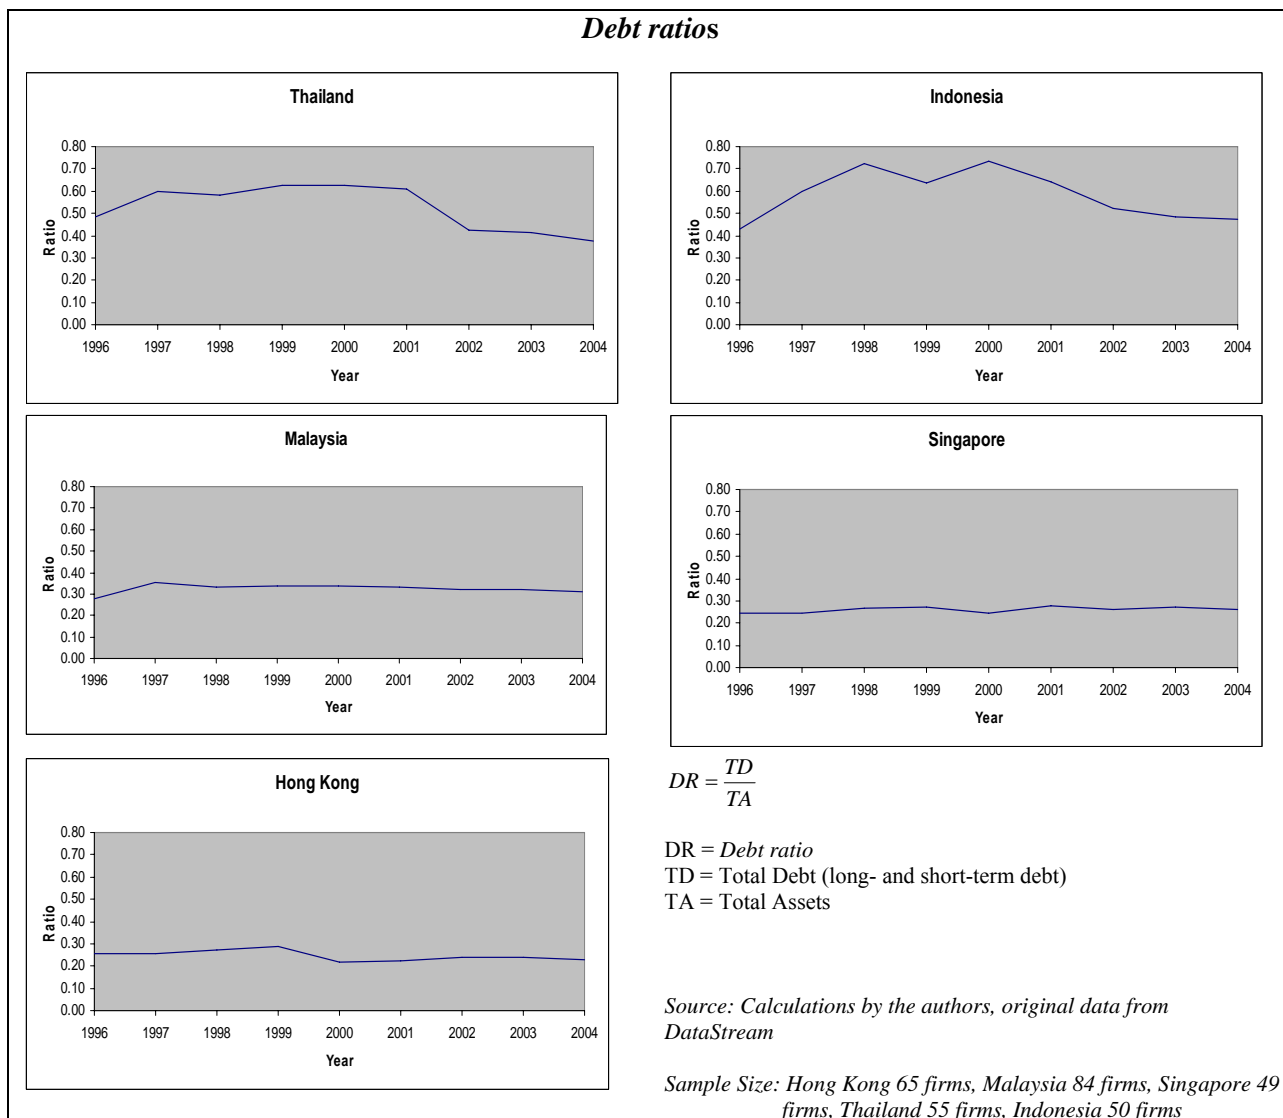 Debt ratios
Thailand
0.80
0.70
0.60
0.50
0.40
0.30
0.20
0.10
0.00
Ratio
1996 1997 1998 1999 2000 2001 2002 2003 2004
Year
Indonesia
0.80
0.70
0.60
0.50
0.40
0.30
0.20
0.10
0.00
Ratio
1996 1997 1998 1999 2000 2001 2002 2003 2004
Year
Malaysia
0.80
0.70
0.60
0.50
0.40
0.30
0.20
0.10
0.00
Ratio
1996 1997 1998 1999 2000 2001 2002 2003 2004
Year
Singapore
0.80
0.70
0.60
0.50
0.40
0.30
0.20
0.10
0.00
Ratio
1996 1997 1998 1999 2000 2001 2002 2003 2004
Year
Hong Kong
0.80
0.70
0.60
0.50
0.40
0.30
0.20
0.10
0.00
Ratio
1996 1997 1998 1999 2000 2001 2002 2003 2004
Year
DR = TD
TA
DR = Debt ratio
TD = Total Debt (long- and short-term debt)
TA = Total Assets
Source: Calculations by the authors, original data from
DataStream
Sample Size: Hong Kong 65 firms, Malaysia 84 firms, Singapore 49
firms, Thailand 55 firms, Indonesia 50 firms